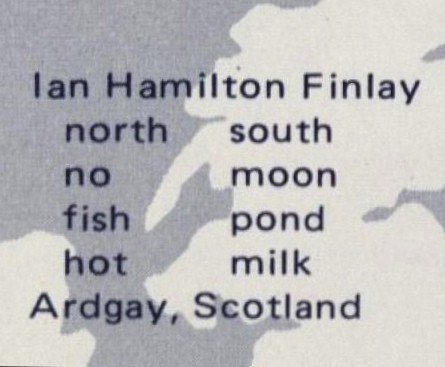 Ian Hamilton Finlay
north south
no moon
fish pond
hot milk
Ardgay, Scotland